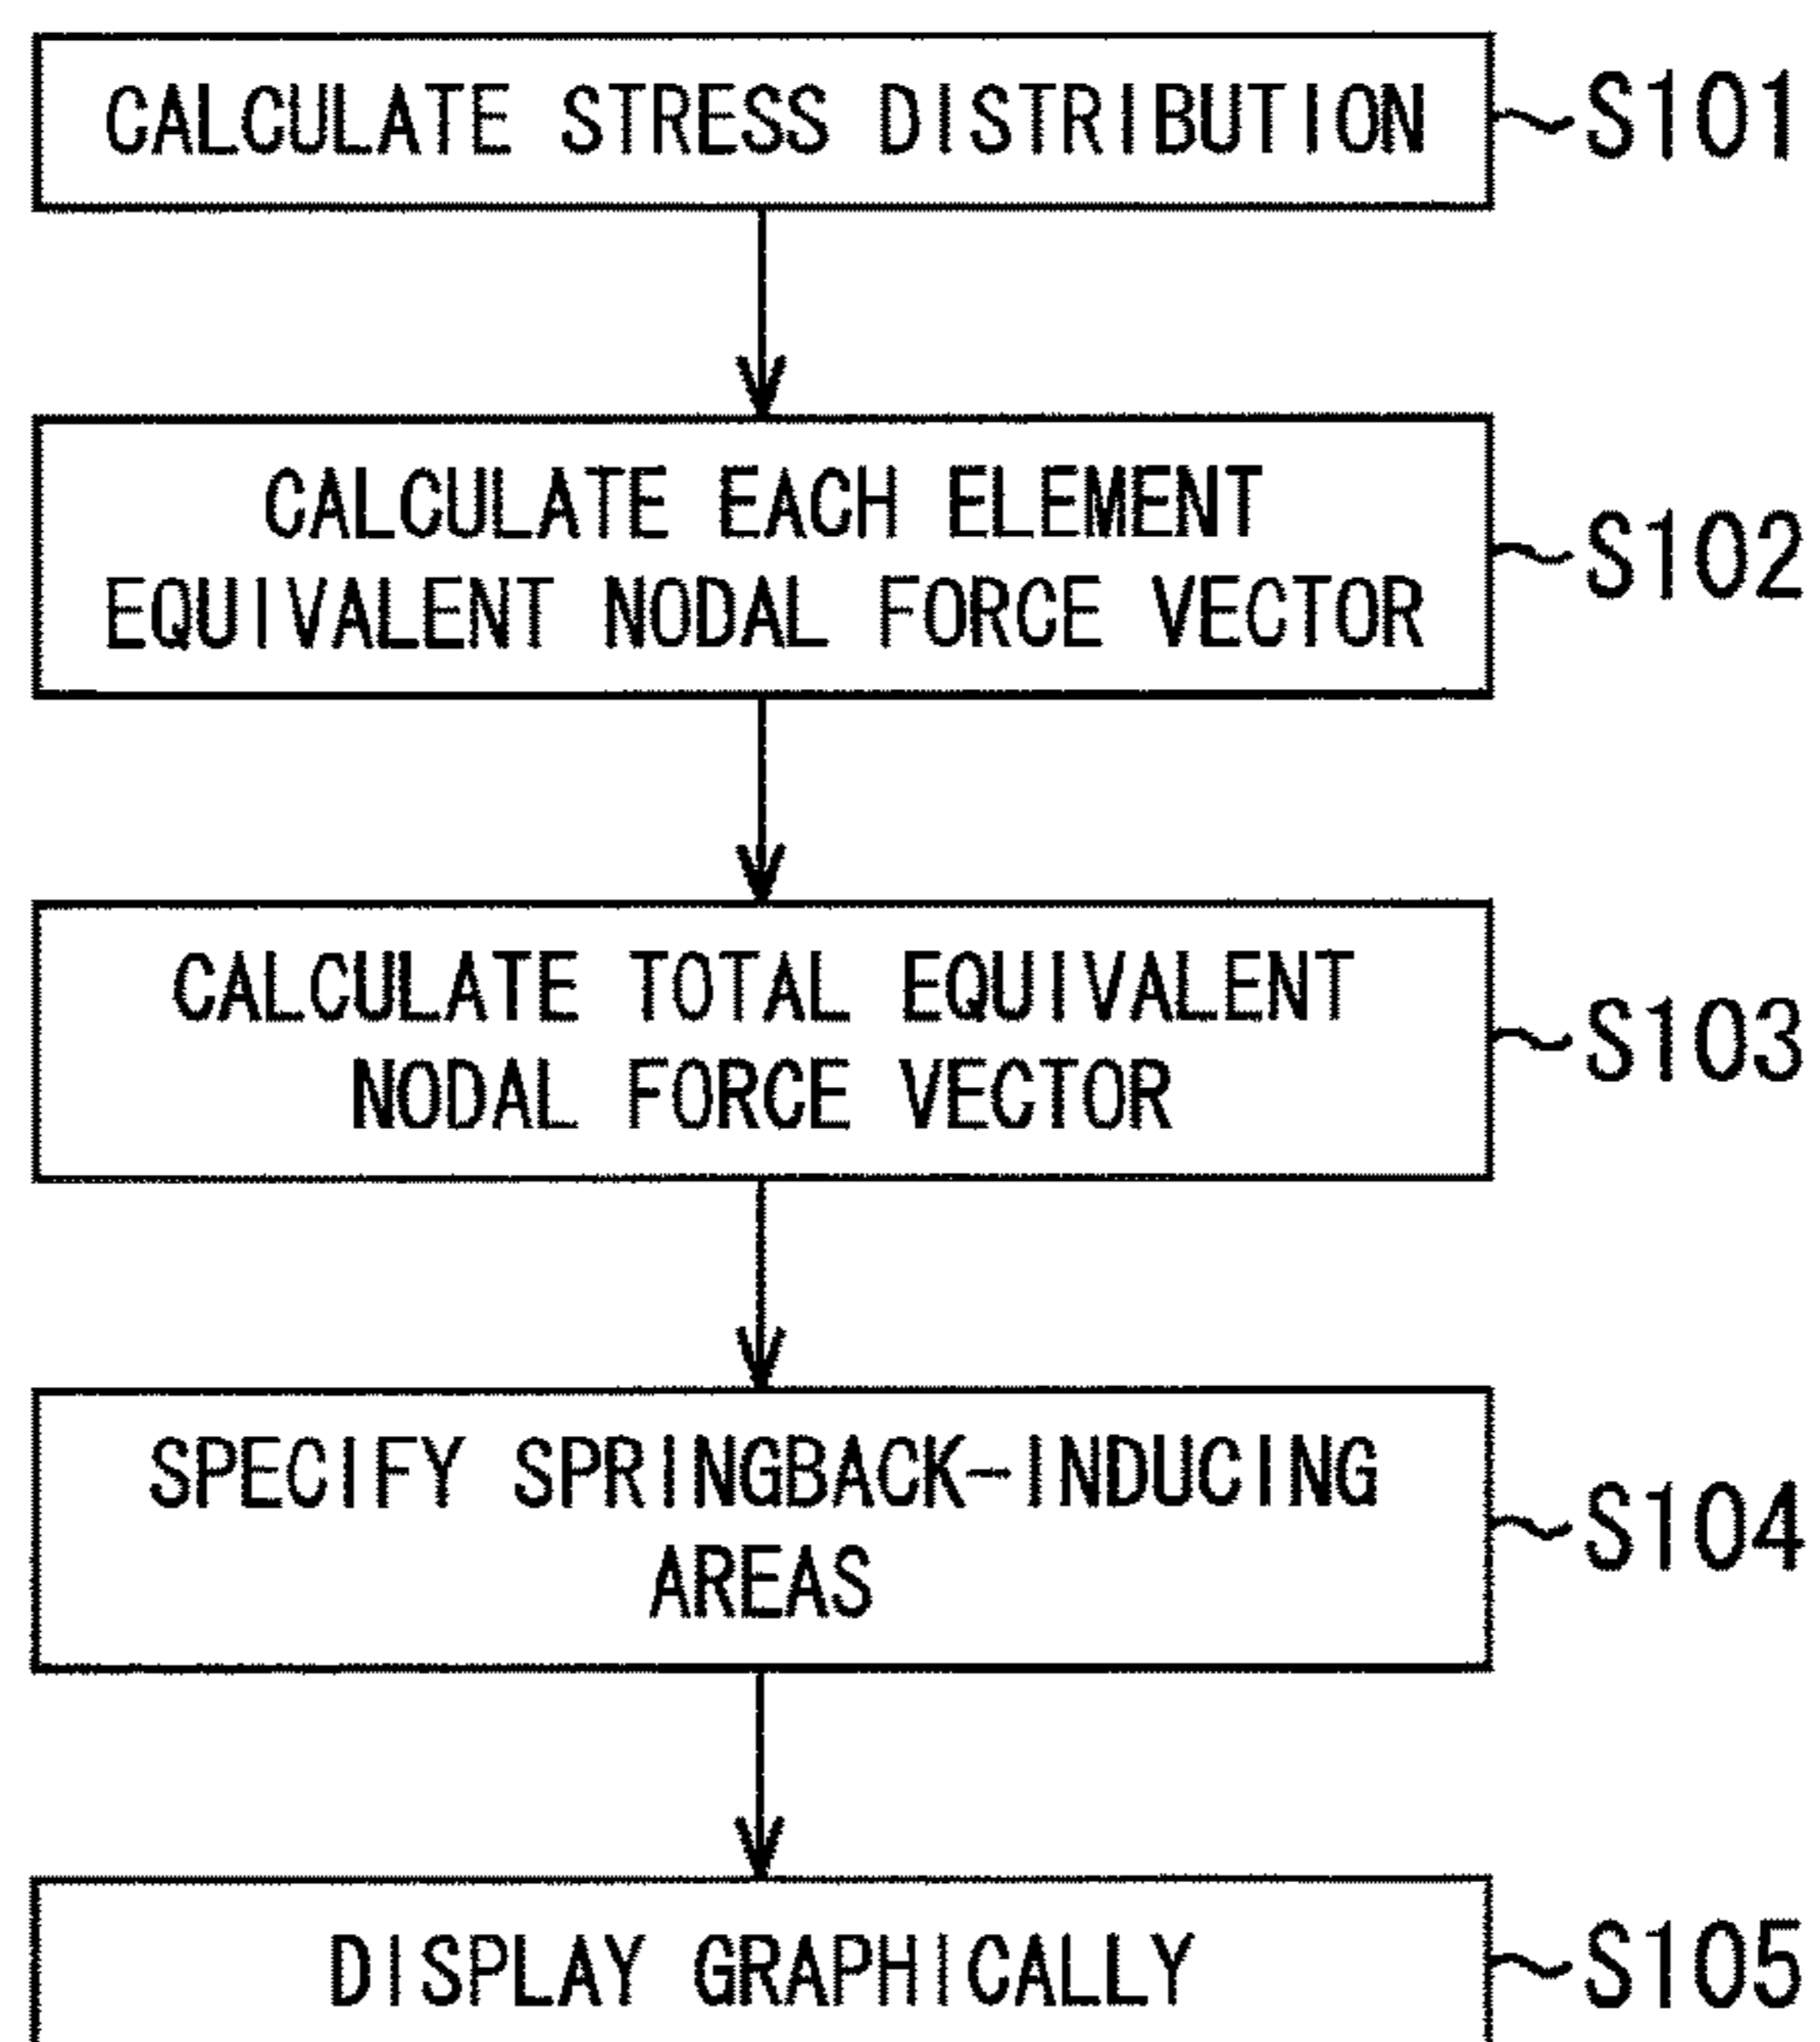 CALCULATE STRESS DISTRIBUTION
S101
CALCULATE EACH ELEMENT
EQUIVALENT NODAL FORCE VECTOR
S102
CALCULATE TOTAL EQUIVALENT
NODAL FORCE VECTOR
S103
SPECIFY SPRINGBACK-INDUCING
AREAS
S104
DISPLAY GRAPHICALLY
S105